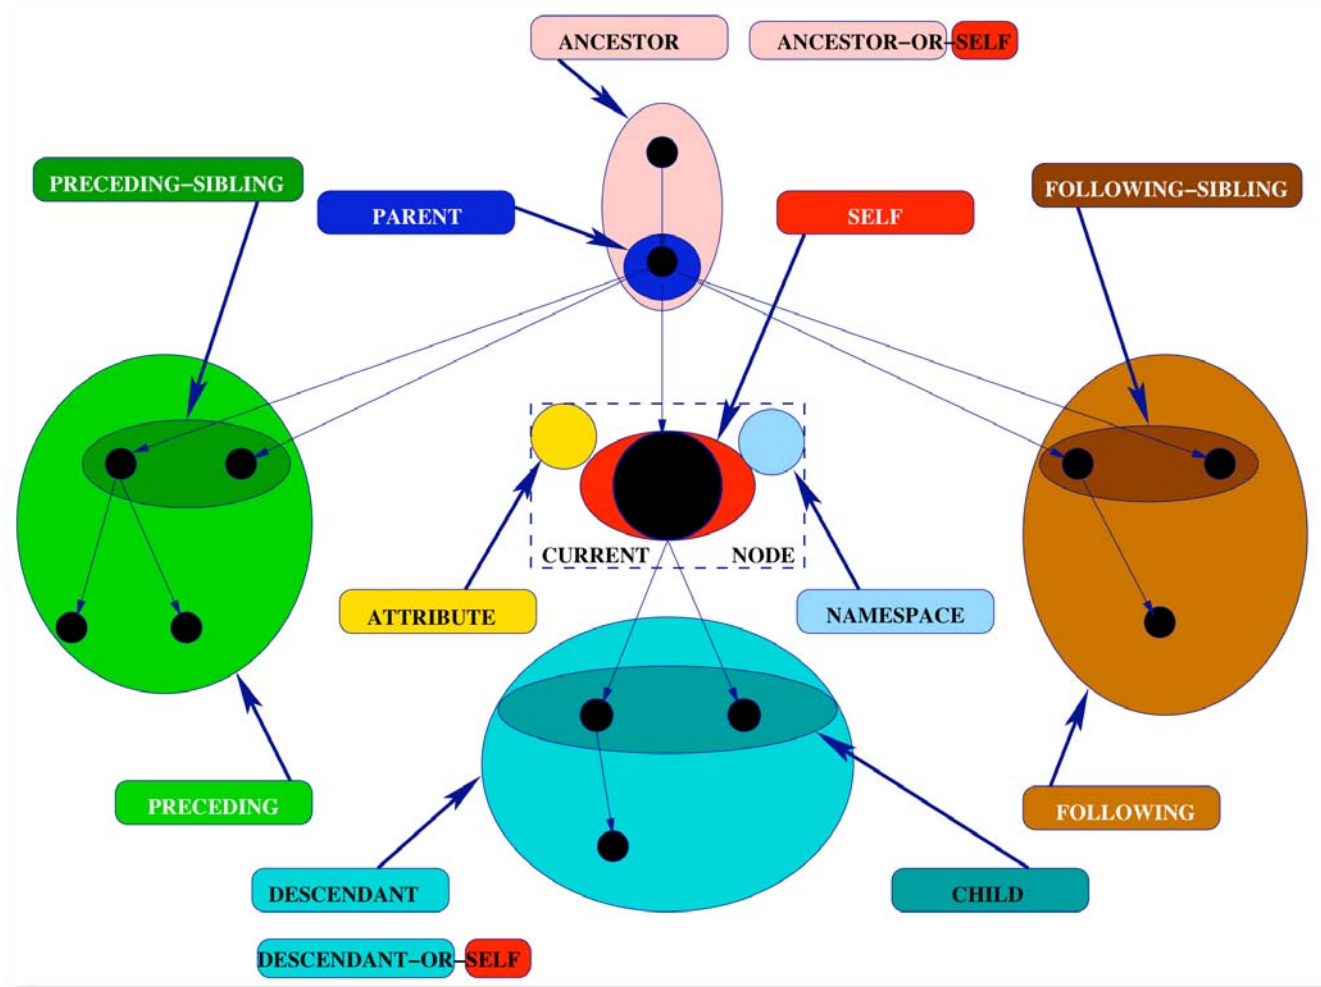 ANCESTOR
ANCESTOR-OR-SELF
PRECEDING-SIBLING
PARENT
SELF
FOLLOWING-SIBLING
CURRENT NODE
ATTRIBUTE
NAMESPACE
PRECEDING
FOLLOWING
DESCENDANT
CHILD
DESCENDANT-OR-SELF